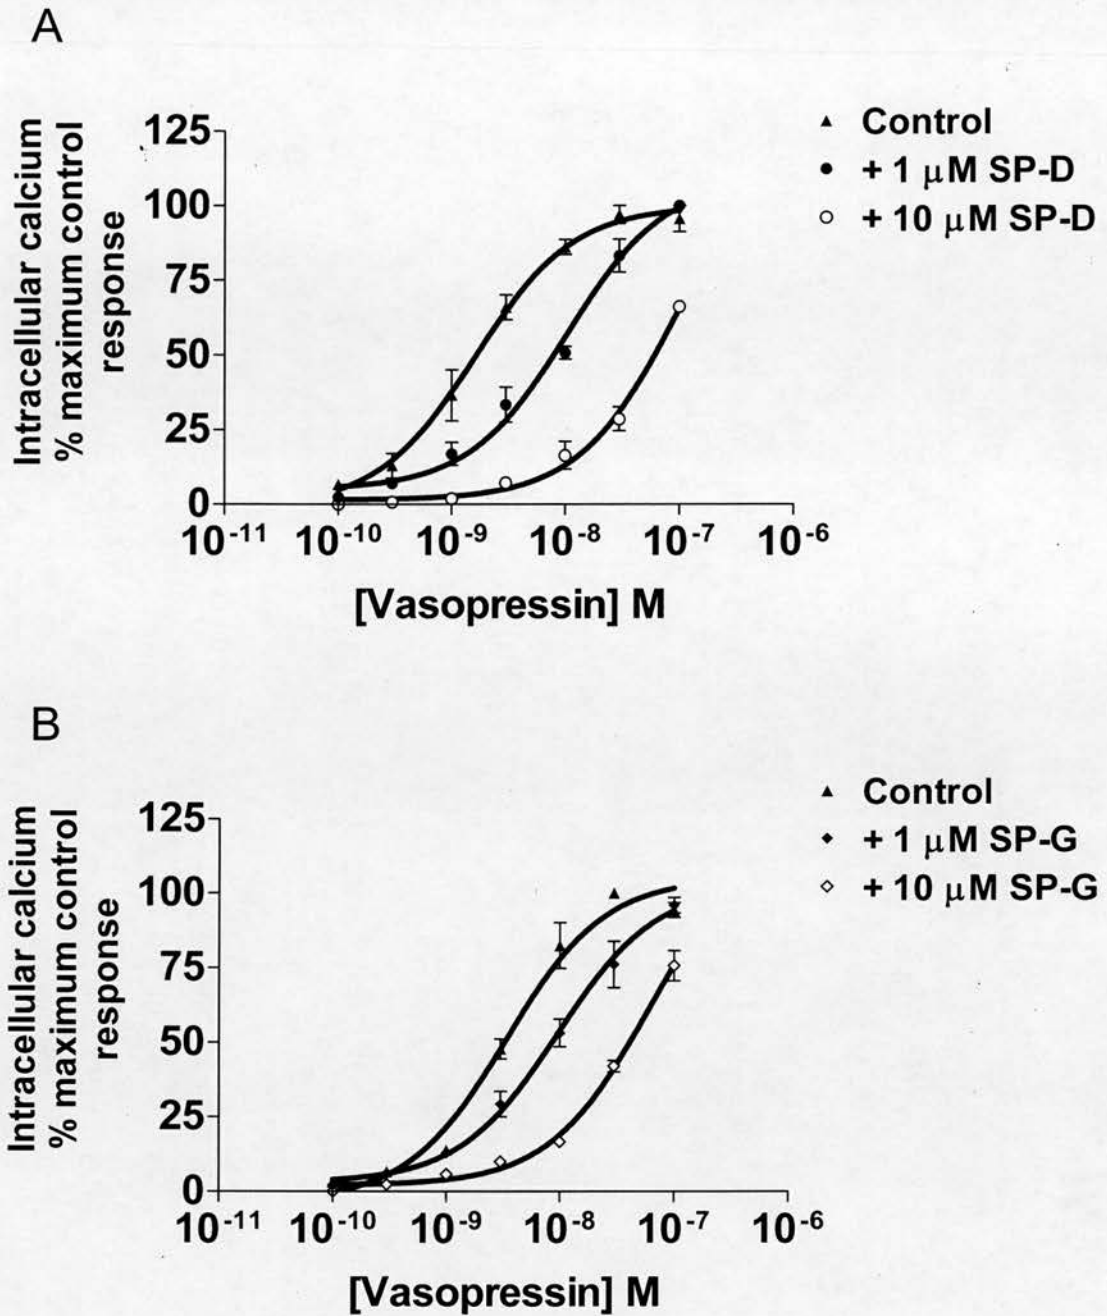 A
Intracellular calcium
% maximum control
response
125
100
75
50
25
0
10-11
10-10
10-9
10-8
10-7
10-6
[Vasopressin] M
Control
+ 1 μM SP-D
+ 10 μM SP-D
B
Intracellular calcium
% maximum control
response
125
100
75
50
25
0
10-11
10-10
10-9
10-8
10-7
10-6
[Vasopressin] M
Control
+ 1 μM SP-G
+ 10 μM SP-G